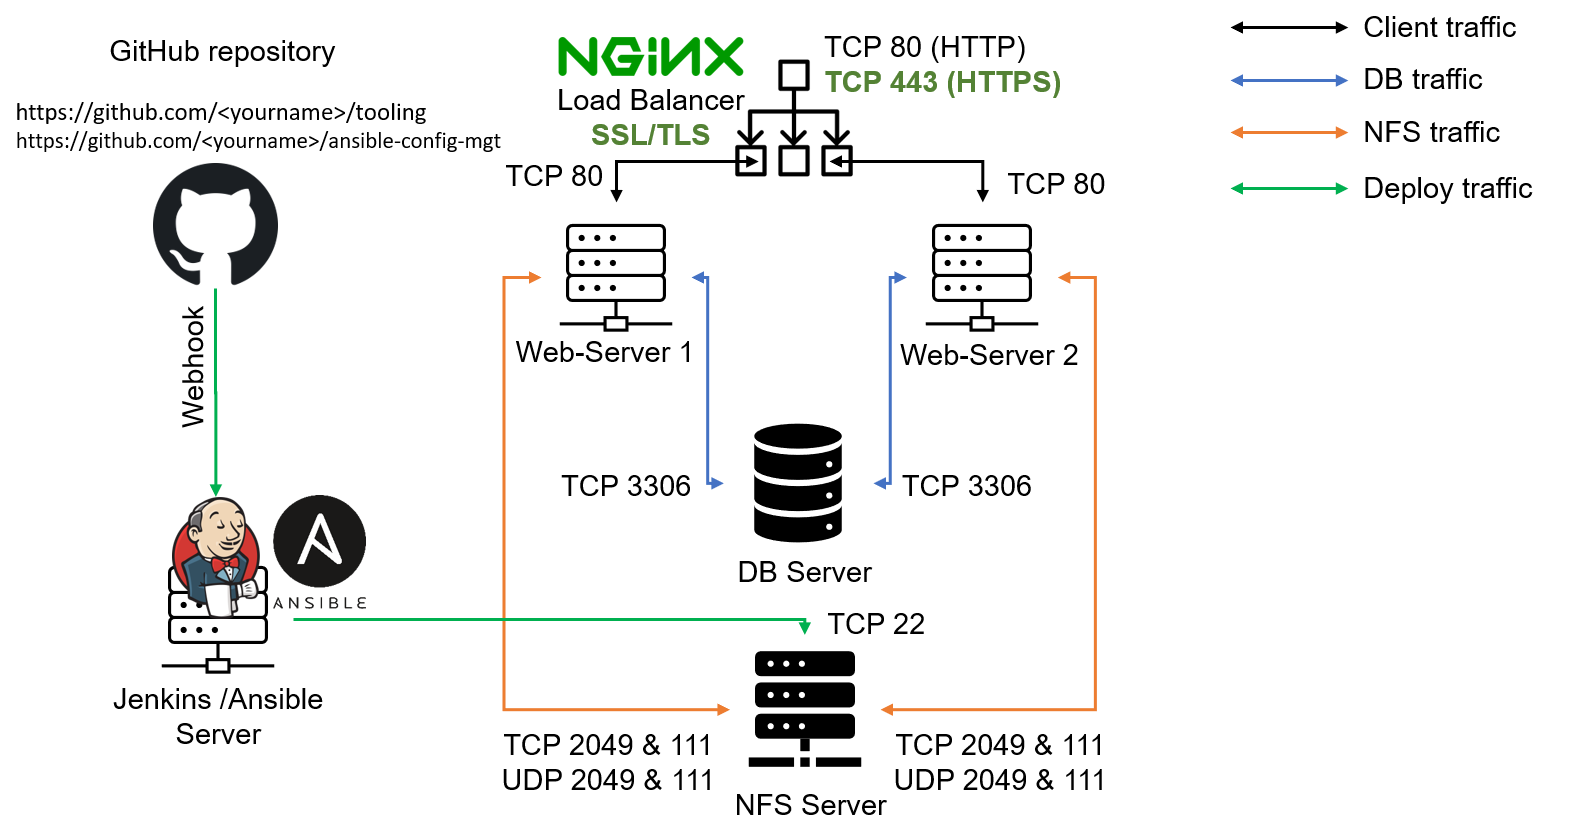 GitHub repository
https://github.com/<yourname>/tooling
https://github.com/<yourname>/ansible-config-mgt
NGiNX
Load Balancer
SSL/TLS
TCP 80 (HTTP)
TCP 443 (HTTPS)
Client traffic
DB traffic
NFS traffic
Deploy traffic
TCP 80
TCP 80
Webhook
Web-Server 1
Web-Server 2
TCP 3306
TCP 3306
DB Server
ANSIBLE
Jenkins /Ansible
Server
TCP 22
TCP 2049 & 111
UDP 2049 & 111
TCP 2049 & 111
UDP 2049 & 111
NFS Server